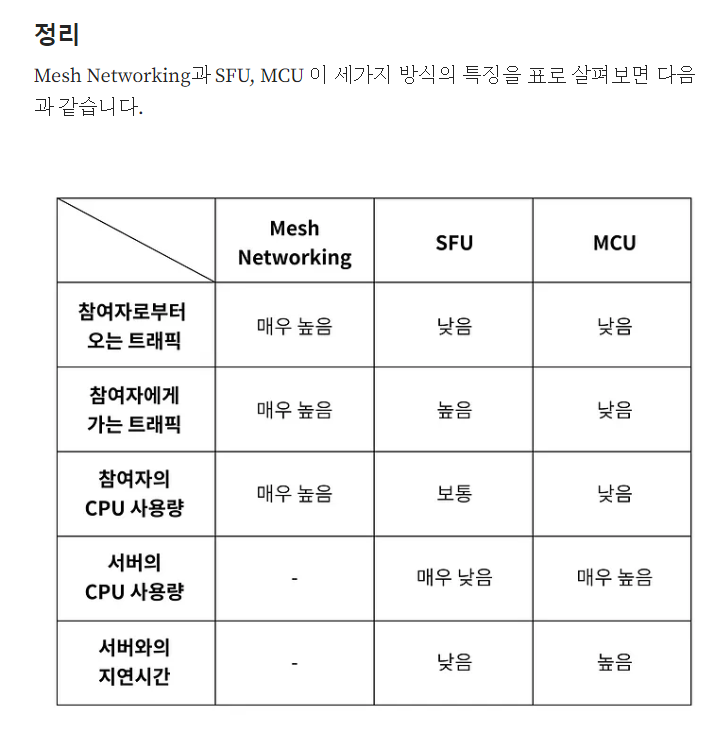 정리
Mesh Networking과 SFU, MCU 이 세가지 방식의 특징을 표로 살펴보면 다음
과 같습니다.
Mesh
Networking
SFU
MCU
참여자로부터
오는 트래픽
매우 높음
낮음
낮음
참여자에게
가는 트래픽
매우 높음
높음
낮음
참여자의
CPU 사용량
매우 높음
보통
낮음
서버의
CPU 사용량
-
매우 낮음
매우 높음
서버와의
지연시간
-
낮음
높음